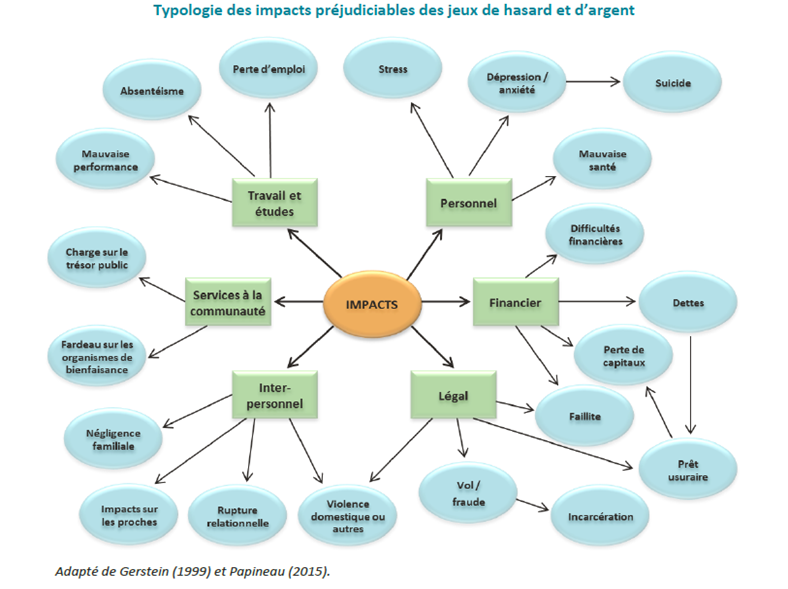 Typologie des impacts préjudiciables des jeux de hasard et d'argent
Perte d'emploi
Stress
Dépression /
anxiété
Suicide
Absentéisme
Mauvaise
performance
Mauvaise
santé
Travail et
études
Personnel
Difficultés
financières
Charge sur le
trésor public
Services à la
communauté
IMPACTS
Financier
Dettes
Fardeau sur les
organismes de
bienfaisance
Perte de
capitaux
Inter-
personnel
Légal
Faillite
Négligence
familiale
Prêt
usuraire
Vol /
fraude
Impacts sur
les proches
Rupture
relationnelle
Violence
domestique ou
autres
Incarcération
Adapté de Gerstein (1999) et Papineau (2015).